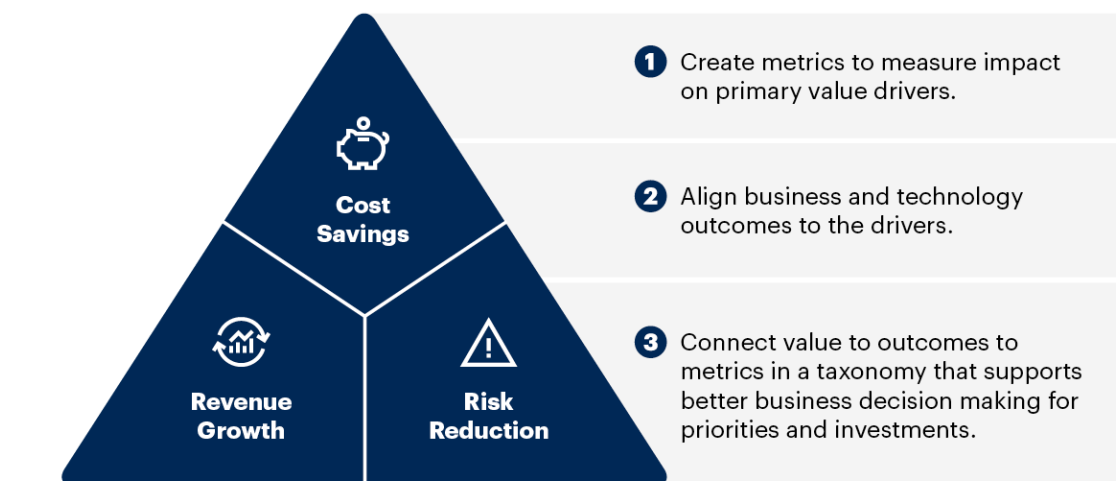 Cost
Savings
Revenue
Growth
Risk
Reduction
1 Create metrics to measure impact
on primary value drivers.
2 Align business and technology
outcomes to the drivers.
3 Connect value to outcomes to
metrics in a taxonomy that supports
better business decision making for
priorities and investments.